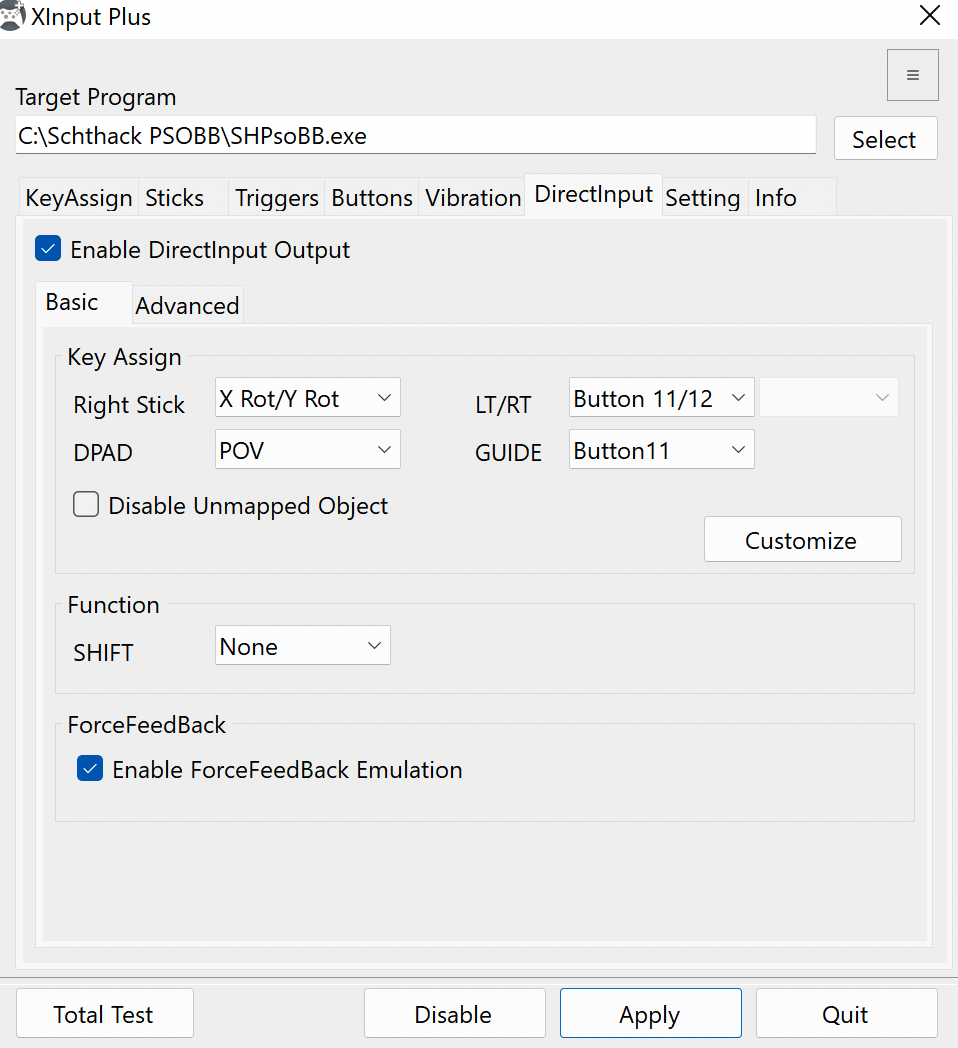 XInput Plus
Target Program
C:\Schthack PSOBB\SHPsoBB.exe
Select
KeyAssign Sticks Triggers Buttons Vibration DirectInput Setting Info
Enable DirectInput Output
Basic Advanced
Key Assign
Right Stick X Rot/Y Rot LT/RT Button 11/12
DPAD POV GUIDE Button11
Disable Unmapped Object
Customize
Function
SHIFT None
ForceFeedBack
Enable ForceFeedBack Emulation
Total Test Disable Apply Quit